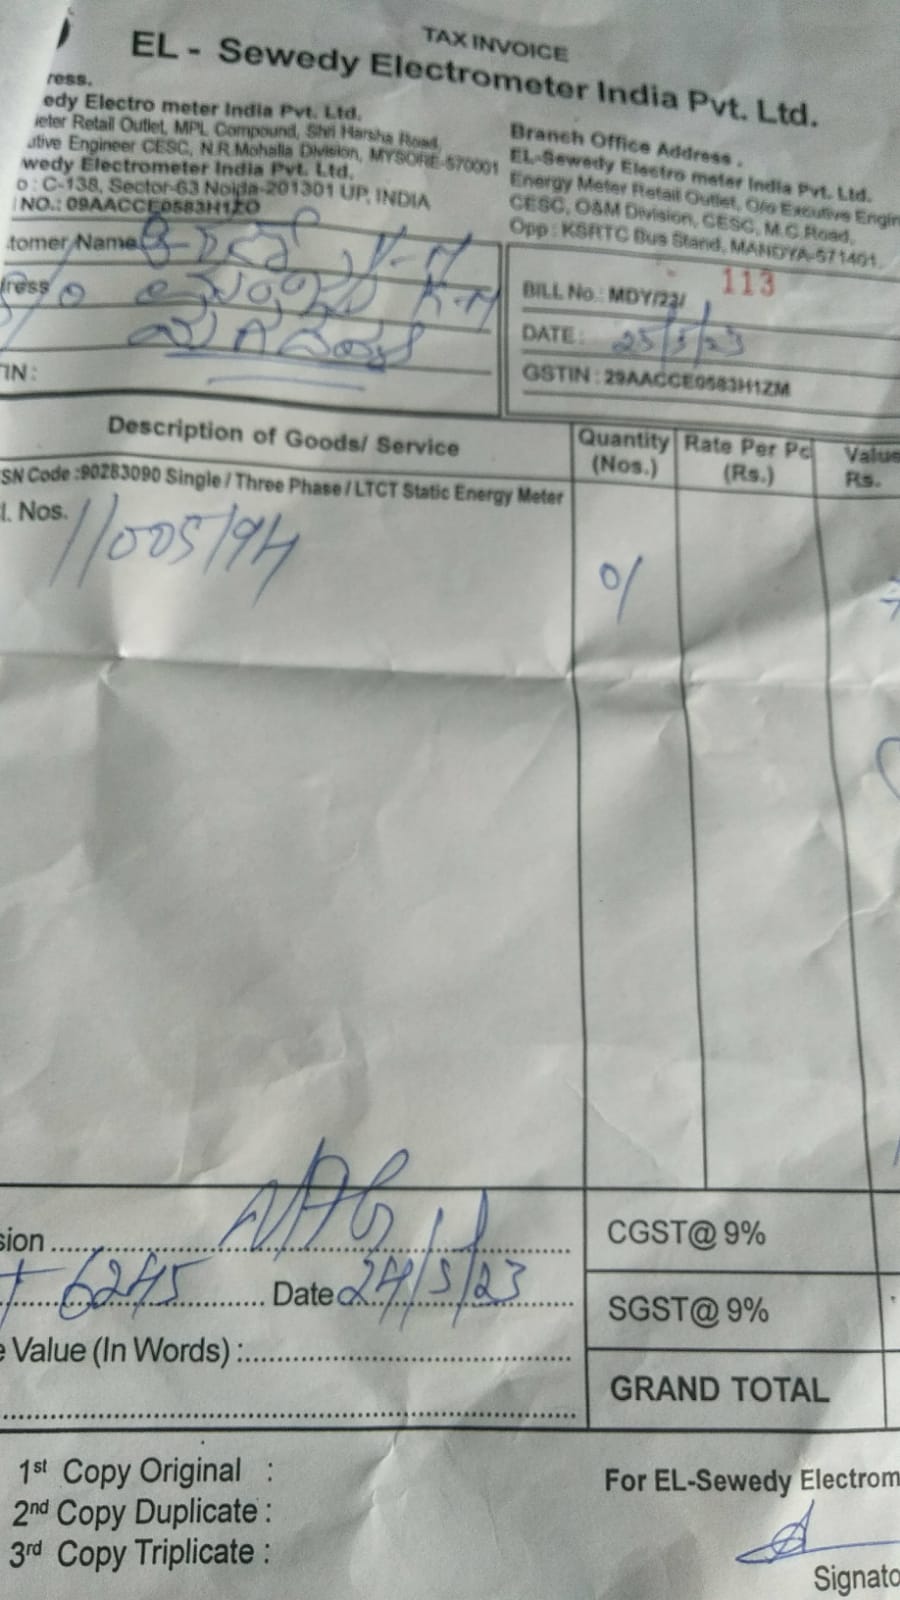 TAX INVOICE
EL - Sewedy Electrometer India Pvt. Ltd.
ress.
edy Electro meter India Pvt. Ltd.
eter Retail Outlet, MPL Compound, Shri Harsha Road,
utive Engineer CESC, N.R.Mohalla Division, MYSORE-570001
wedy Electrometer India Pvt. Ltd.
o : C-138, Sector-63 Noida-201301 UP, INDIA
NO.: 09AACCE0583H1ZO
Branch Office Address .
EL-Sewedy Electro meter India Pvt. Ltd.
Energy Meter Retail Outlet, O/o Excutive Engin
CESC, O&M Division, CESC, M.C.Road,
Opp : KSRTC Bus Stand, MANDYA-571401.
tomer Name
ress S/o K-M
IN :
BILL No.: MDY/22/ 113
DATE : 25/5/23
GSTIN : 29AACCE0583H1ZM
Description of Goods/ Service
Quantity (Nos.)
Rate Per Pc (Rs.)
Value Rs.
SN Code :90283090 Single / Three Phase / LTCT Static Energy Meter
l. Nos.
11005194
01
sion
6245 Date 24/5/23
e Value (In Words) :
CGST@ 9%
SGST@ 9%
GRAND TOTAL
1st Copy Original :
2nd Copy Duplicate :
3rd Copy Triplicate :
For EL-Sewedy Electrom
Signato